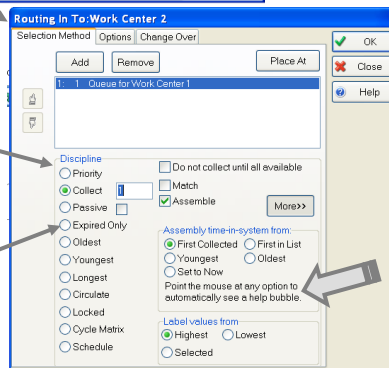 Routing In To:Work Center 2
Selection Method Options Change Over
OK
Close
Help
Add Remove Place At
1: 1 Queue for Work Center 1
Discipline
Priority
Collect 1
Passive
Expired Only
Oldest
Youngest
Longest
Circulate
Locked
Cycle Matrix
Schedule
Do not collect until all available
Match
Assemble
More>>
Assembly time-in-system from:
First Collected First in List
Youngest Oldest
Set to Now
Point the mouse at any option to
automatically see a help bubble.
Label values from
Highest Lowest
Selected